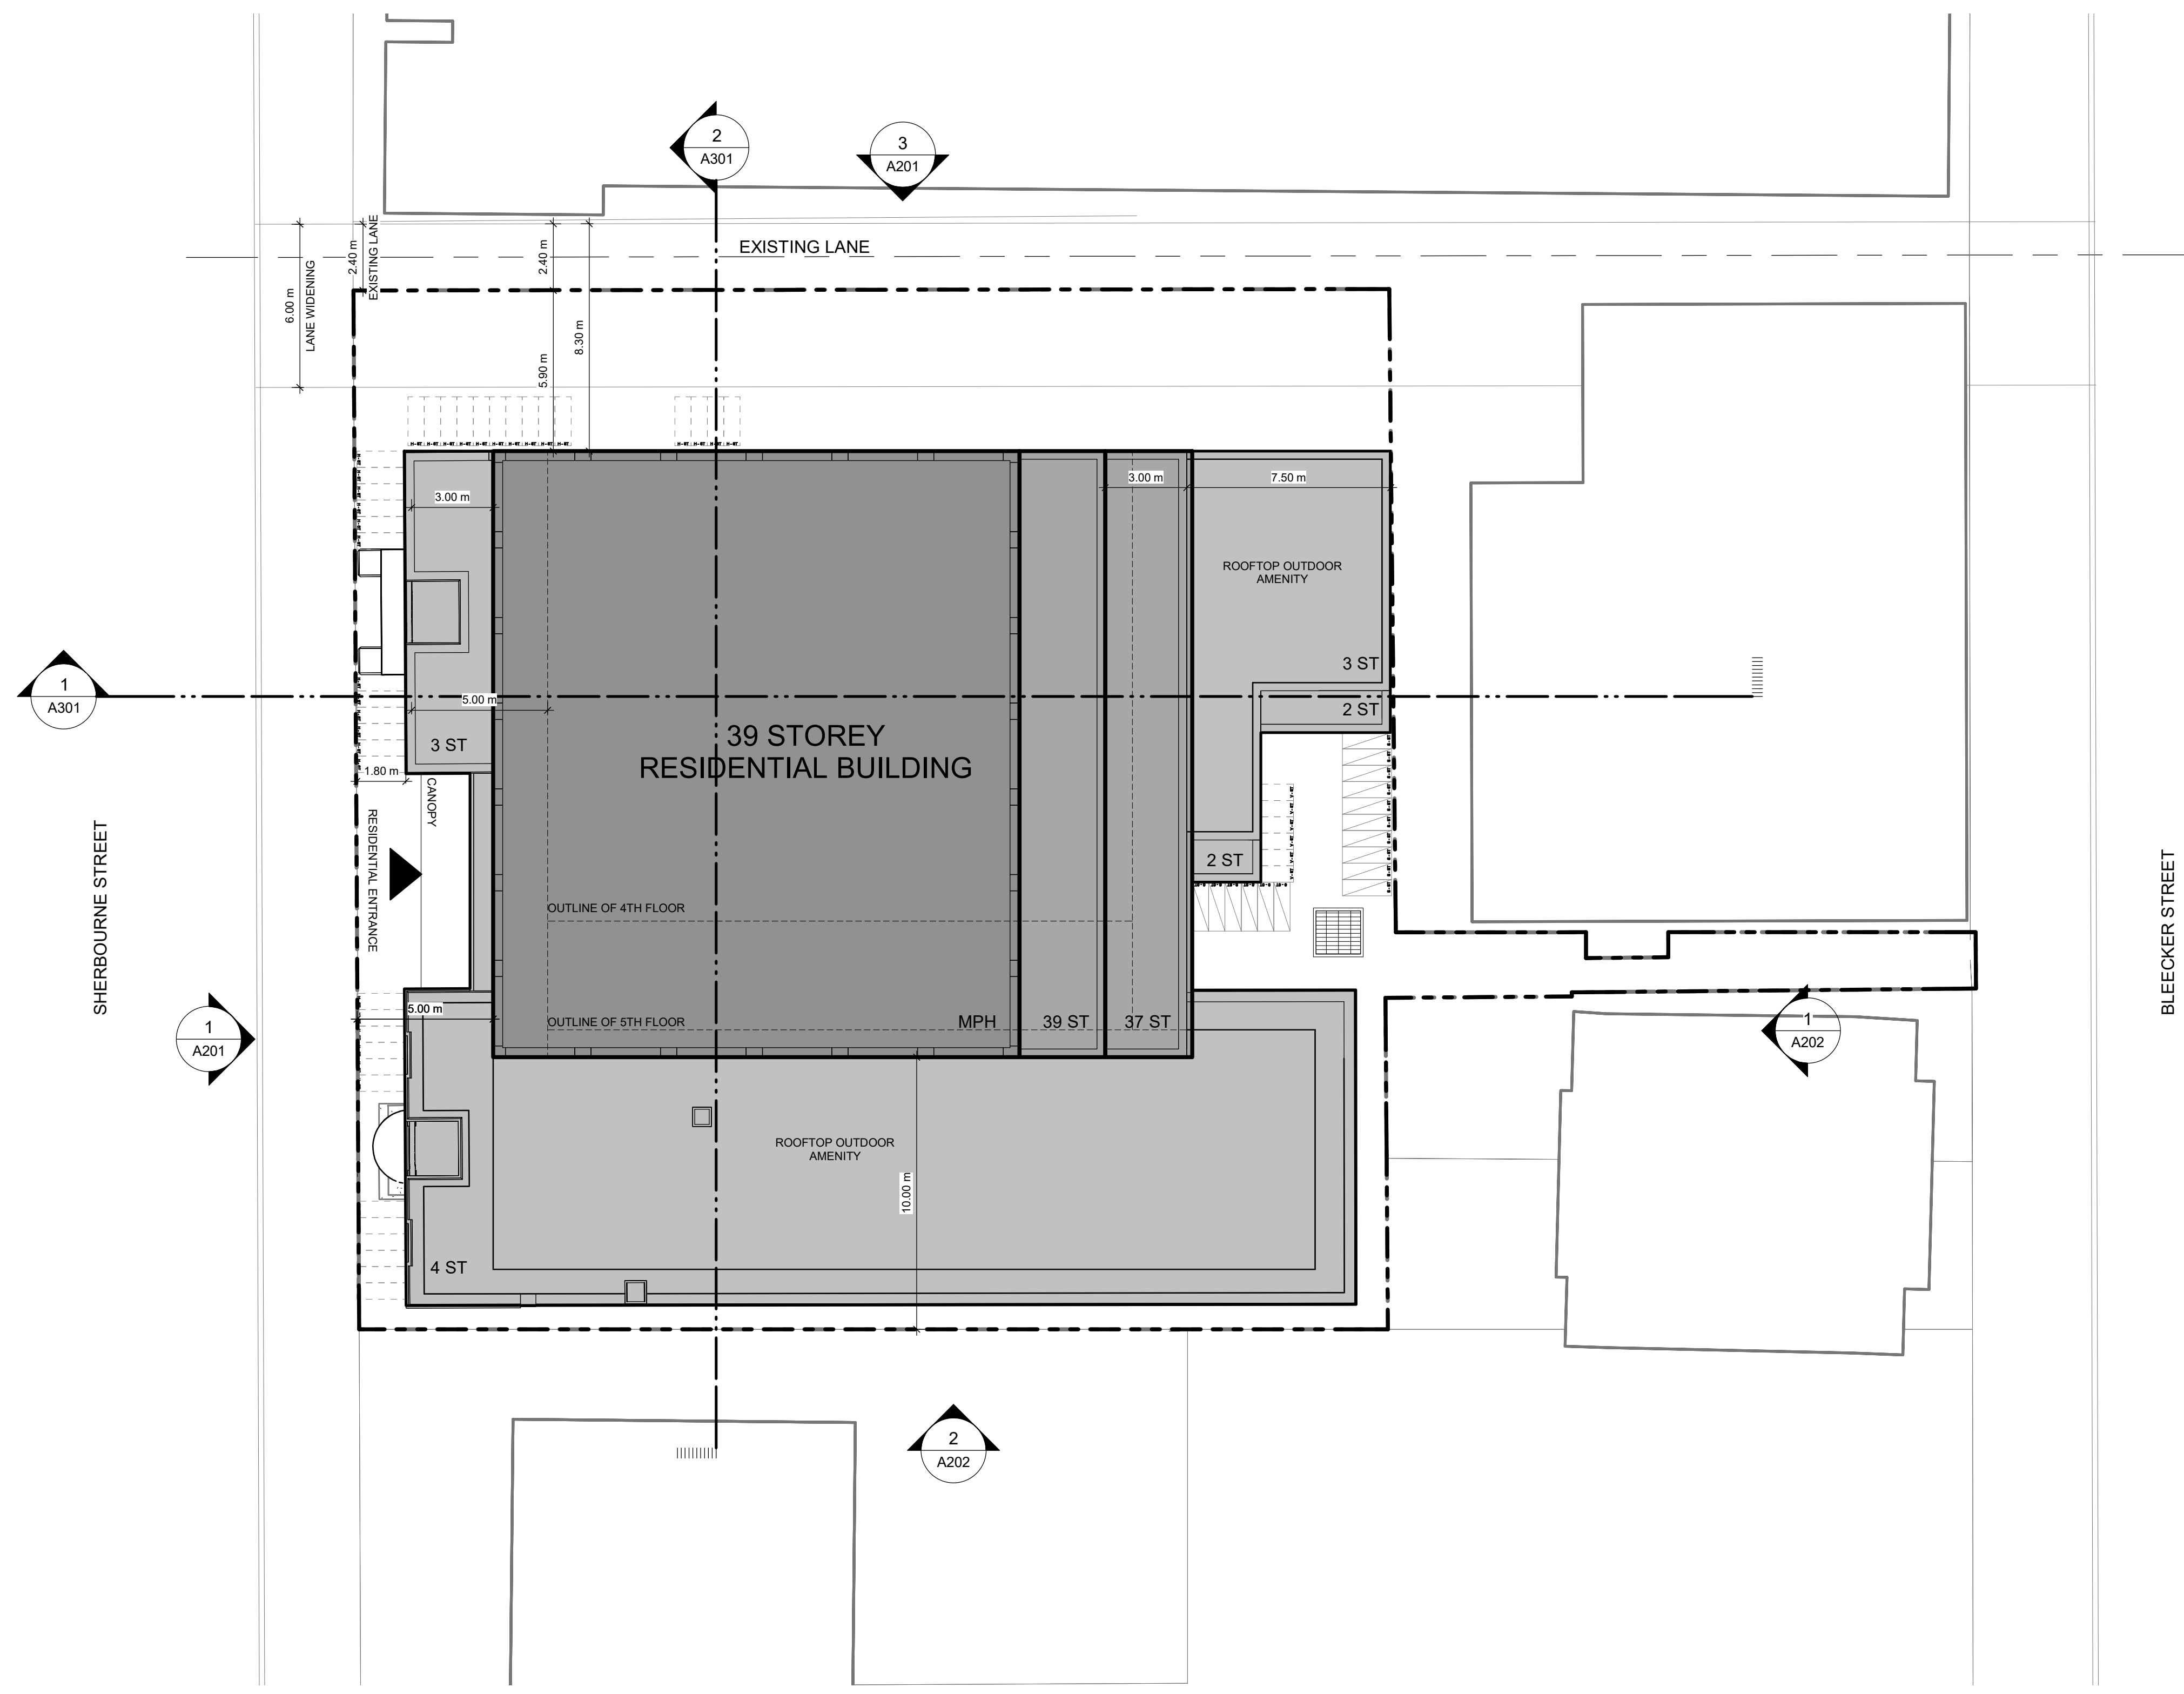 2
A301
3
A201
EXISTING LANE
2.40 m
EXISTING LANE
2.40 m
6.00 m
LANE WIDENING
8.30 m
5.90 m
3.00 m
3.00 m
7.50 m
ROOFTOP OUTDOOR
AMENITY
3 ST
1
A301
5.00 m
2 ST
39 STOREY
RESIDENTIAL BUILDING
3 ST
1.80 m
CANOPY
RESIDENTIAL ENTRANCE
SHERBOURNE STREET
BLEECKER STREET
2 ST
OUTLINE OF 4TH FLOOR
5.00 m
OUTLINE OF 5TH FLOOR
MPH
39 ST
37 ST
1
A201
1
A202
ROOFTOP OUTDOOR
AMENITY
10.00 m
4 ST
2
A202